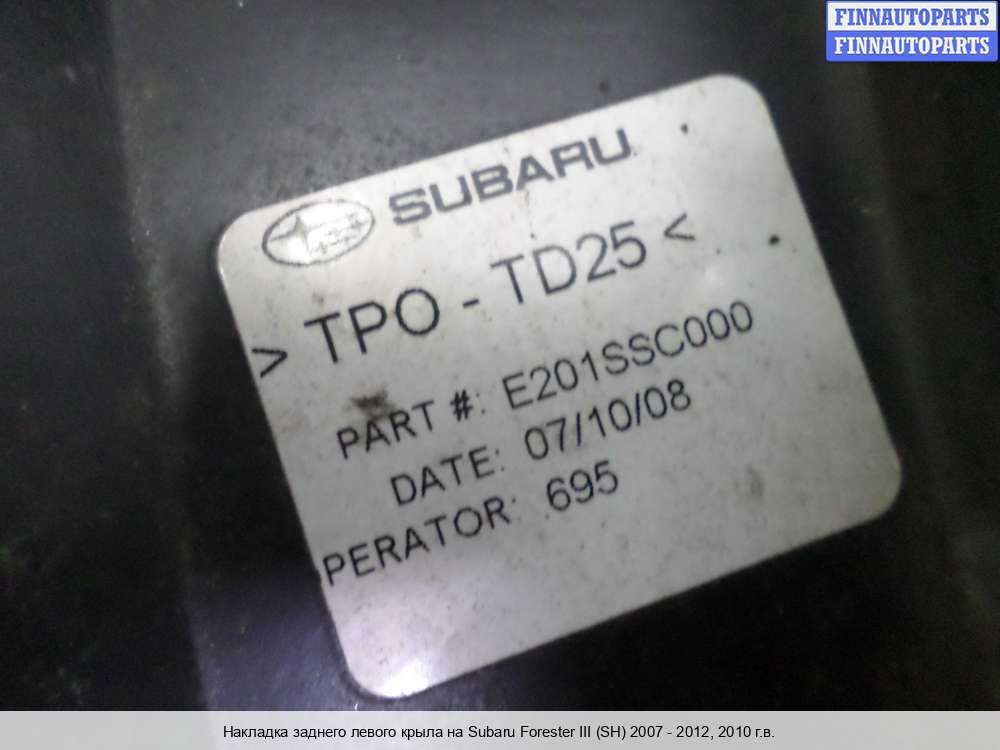 FINNAUTOPARTS
FINNAUTOPARTS
SUBARU
> TPO - TD25 <
PART #: E201SSC000
DATE: 07/10/08
PERATOR: 695
Накладка заднего левого крыла на Subaru Forester III (SH) 2007 - 2012, 2010 г.в.